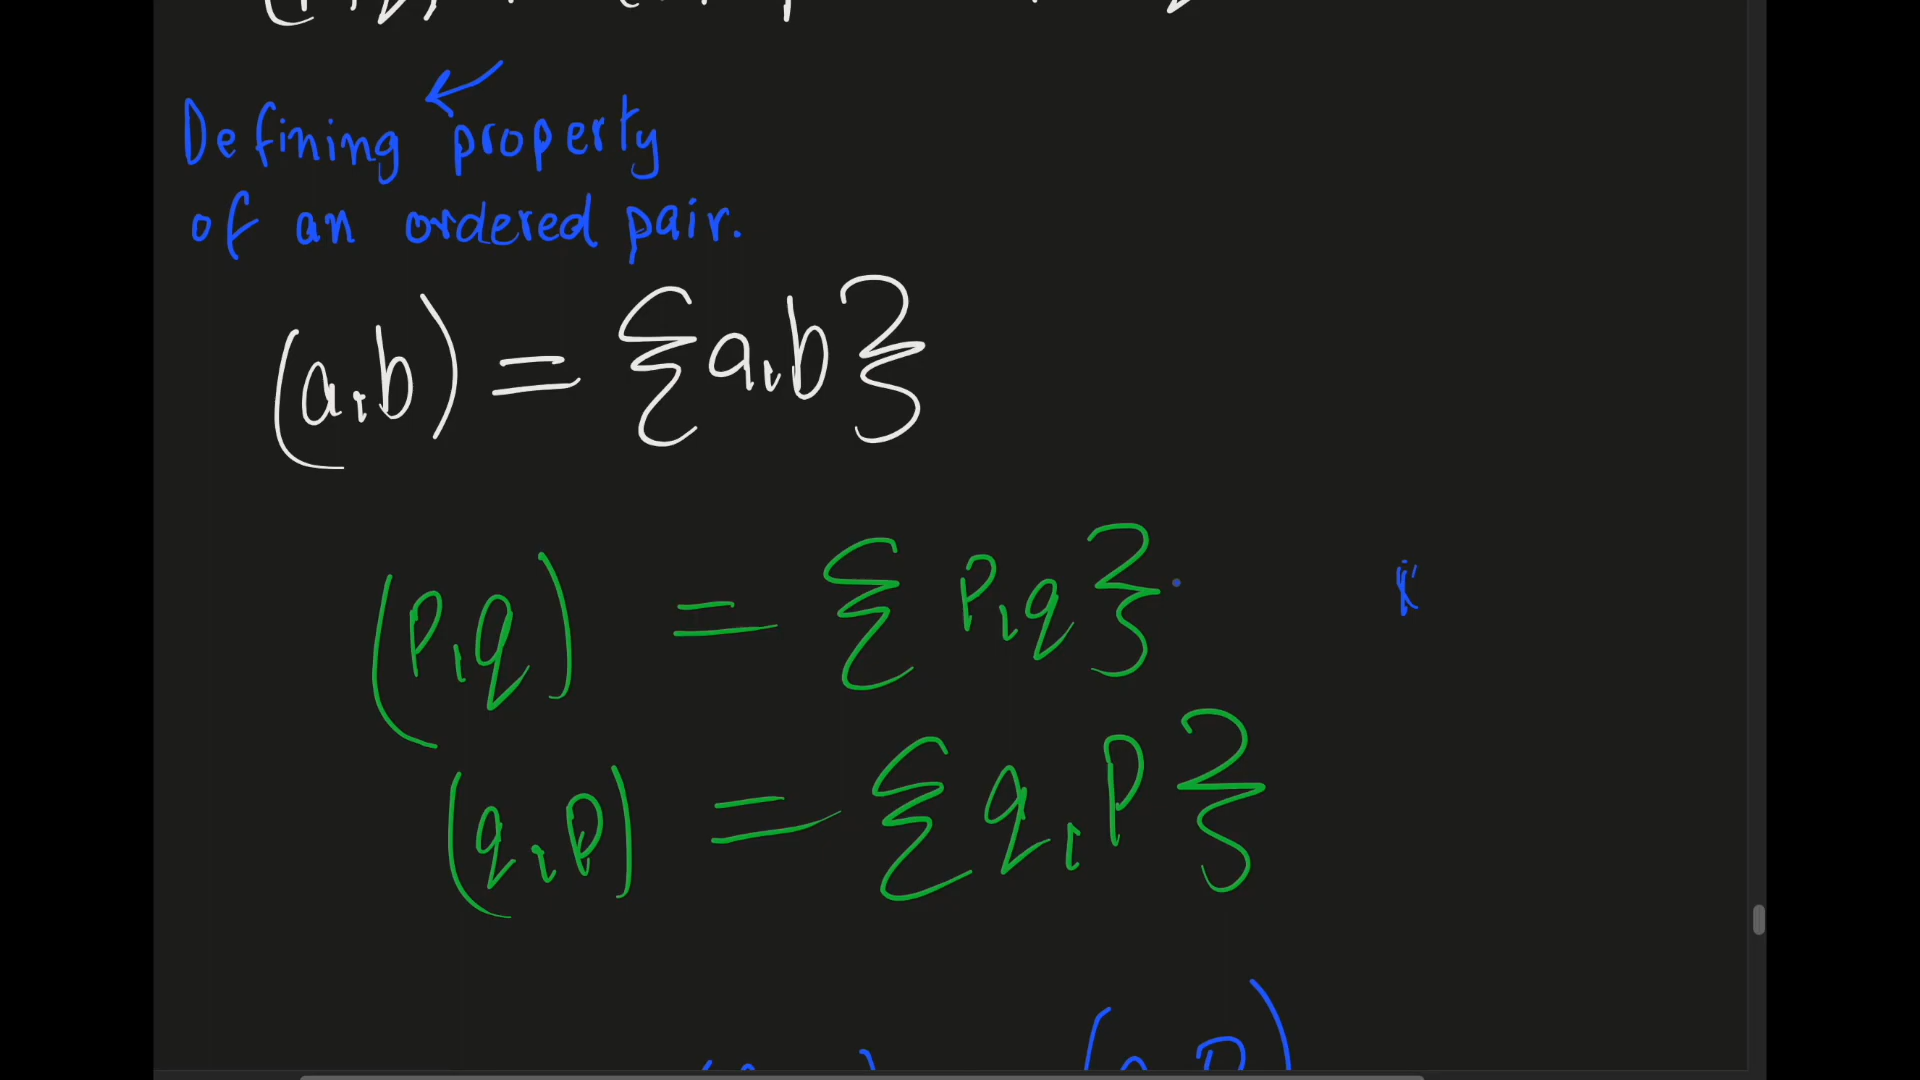 Defining property
of an ordered pair.
(a,b) = {a,b}
(p,q) = {p,q}
(q,p) = {q,p}